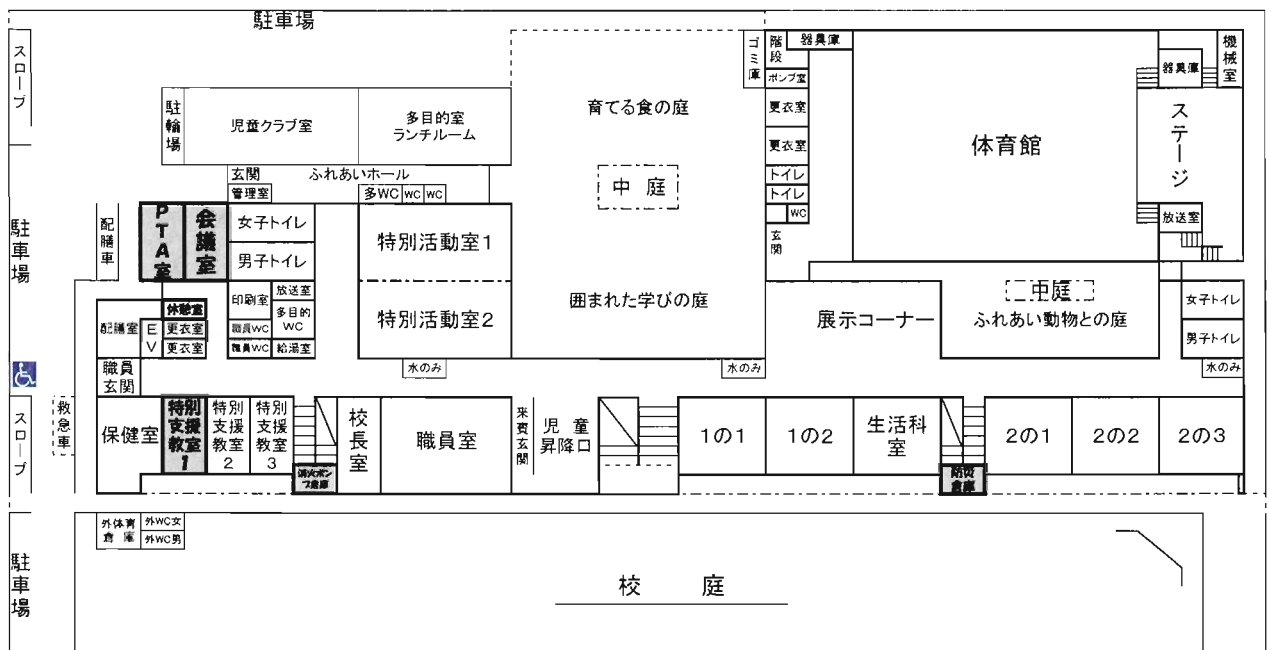 駐車場
スロープ
ゴミ庫
階段
器具庫
機械室
ポンプ室
器具庫
駐輪場
児童クラブ室
多目的室
ランチルーム
育てる食の庭
更衣室
更衣室
体育館
ステージ
玄関
ふれあいホール
管理室
多WC
WC
WC
中庭
トイレ
トイレ
WC
玄関
放送室
駐車場
配膳車
PTA室
会議室
女子トイレ
男子トイレ
特別活動室1
特別活動室2
囲まれた学びの庭
展示コーナー
中庭
ふれあい動物との庭
女子トイレ
男子トイレ
配膳室
EV
休憩室
更衣室
更衣室
印刷室
職員WC
職員WC
放送室
多目的
WC
給湯室
職員
玄関
水のみ
水のみ
水のみ
スロープ
救急車
保健室
特別
支援
教室
1
特別
支援
教室
2
特別
支援
教室
3
消火ポン
プ倉庫
校長室
職員室
来賓玄関
児童
昇降口
1の1
1の2
生活科
室
防災
倉庫
2の1
2の2
2の3
駐車場
外体育
倉庫
外WC女
外WC男
校庭